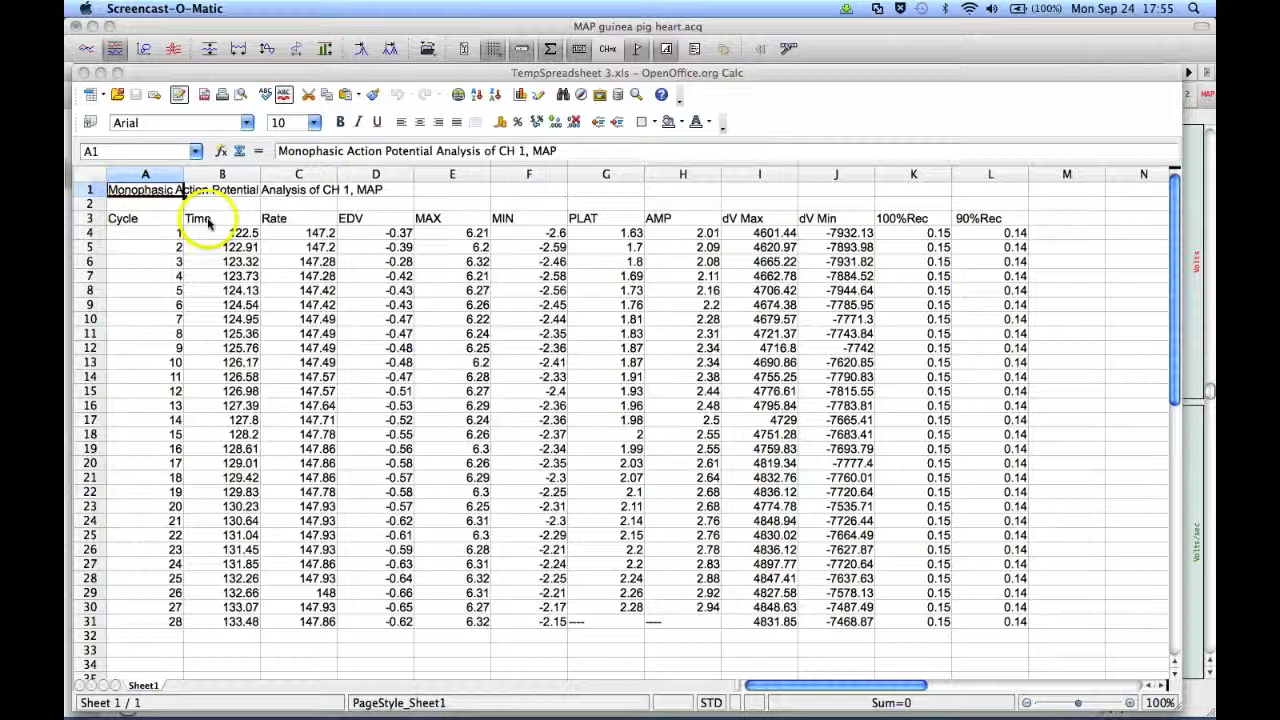 Screencast-O-Matic (100%) Mon Sep 24 17:55
MAP guinea pig heart.acq
TempSpreadsheet 3.xls - OpenOffice.org Calc
2 MAP
Arial 10 B I U
A1 Monophasic Action Potential Analysis of CH 1, MAP
A B C D E F G H I J K L M N
1 Monophasic Action Potential Analysis of CH 1, MAP
2
3 Cycle Time Rate EDV MAX MIN PLAT AMP dV Max dV Min 100%Rec 90%Rec
4 1 122.5 147.2 -0.37 6.21 -2.6 1.63 2.01 4601.44 -7932.13 0.15 0.14
5 2 122.91 147.2 -0.39 6.2 -2.59 1.7 2.09 4620.97 -7893.98 0.15 0.14
6 3 123.32 147.28 -0.28 6.32 -2.46 1.8 2.08 4665.22 -7931.82 0.15 0.14
7 4 123.73 147.28 -0.42 6.21 -2.58 1.69 2.11 4662.78 -7884.52 0.15 0.14
8 5 124.13 147.42 -0.43 6.27 -2.56 1.73 2.16 4706.42 -7944.64 0.15 0.14
9 6 124.54 147.42 -0.43 6.26 -2.45 1.76 2.2 4674.38 -7785.95 0.15 0.14
10 7 124.95 147.49 -0.47 6.22 -2.44 1.81 2.28 4679.57 -7771.3 0.15 0.14
11 8 125.36 147.49 -0.47 6.24 -2.35 1.83 2.31 4721.37 -7743.84 0.15 0.14
12 9 125.76 147.49 -0.48 6.25 -2.36 1.87 2.34 4716.8 -7742 0.15 0.14
13 10 126.17 147.49 -0.48 6.2 -2.41 1.87 2.34 4690.86 -7620.85 0.15 0.14
14 11 126.58 147.57 -0.47 6.28 -2.33 1.91 2.38 4755.25 -7790.83 0.15 0.14
15 12 126.98 147.57 -0.51 6.27 -2.4 1.93 2.44 4776.61 -7815.55 0.15 0.14
16 13 127.39 147.64 -0.53 6.29 -2.36 1.96 2.48 4795.84 -7783.81 0.15 0.14
17 14 127.8 147.71 -0.52 6.24 -2.36 1.98 2.5 4729 -7665.41 0.15 0.14
18 15 128.2 147.78 -0.55 6.26 -2.37 2 2.55 4751.28 -7683.41 0.15 0.14
19 16 128.61 147.86 -0.56 6.3 -2.34 1.99 2.55 4759.83 -7693.79 0.15 0.14
20 17 129.01 147.86 -0.58 6.26 -2.35 2.03 2.61 4819.34 -7777.4 0.15 0.14
21 18 129.42 147.86 -0.57 6.29 -2.3 2.07 2.64 4832.76 -7760.01 0.15 0.14
22 19 129.83 147.78 -0.58 6.3 -2.25 2.1 2.68 4836.12 -7720.64 0.15 0.14
23 20 130.23 147.93 -0.57 6.25 -2.31 2.11 2.68 4774.78 -7535.71 0.15 0.14
24 21 130.64 147.93 -0.62 6.31 -2.3 2.14 2.76 4848.94 -7726.44 0.15 0.14
25 22 131.04 147.93 -0.61 6.3 -2.29 2.15 2.76 4830.02 -7664.49 0.15 0.14
26 23 131.45 147.93 -0.59 6.28 -2.21 2.2 2.78 4836.12 -7627.87 0.15 0.14
27 24 131.85 147.86 -0.63 6.31 -2.24 2.2 2.83 4897.77 -7720.64 0.15 0.14
28 25 132.26 147.93 -0.64 6.32 -2.25 2.24 2.88 4847.41 -7637.63 0.15 0.14
29 26 132.66 148 -0.66 6.31 -2.21 2.26 2.92 4827.58 -7578.13 0.15 0.14
30 27 133.07 147.93 -0.65 6.27 -2.17 2.28 2.94 4848.63 -7487.49 0.15 0.14
31 28 133.48 147.86 -0.62 6.32 -2.15 ---- ---- 4831.85 -7468.87 0.15 0.14
32
33
34
35
Volts
Volts/sec
Sheet1
Sheet 1 / 1 PageStyle_Sheet1 STD Sum=0 100%